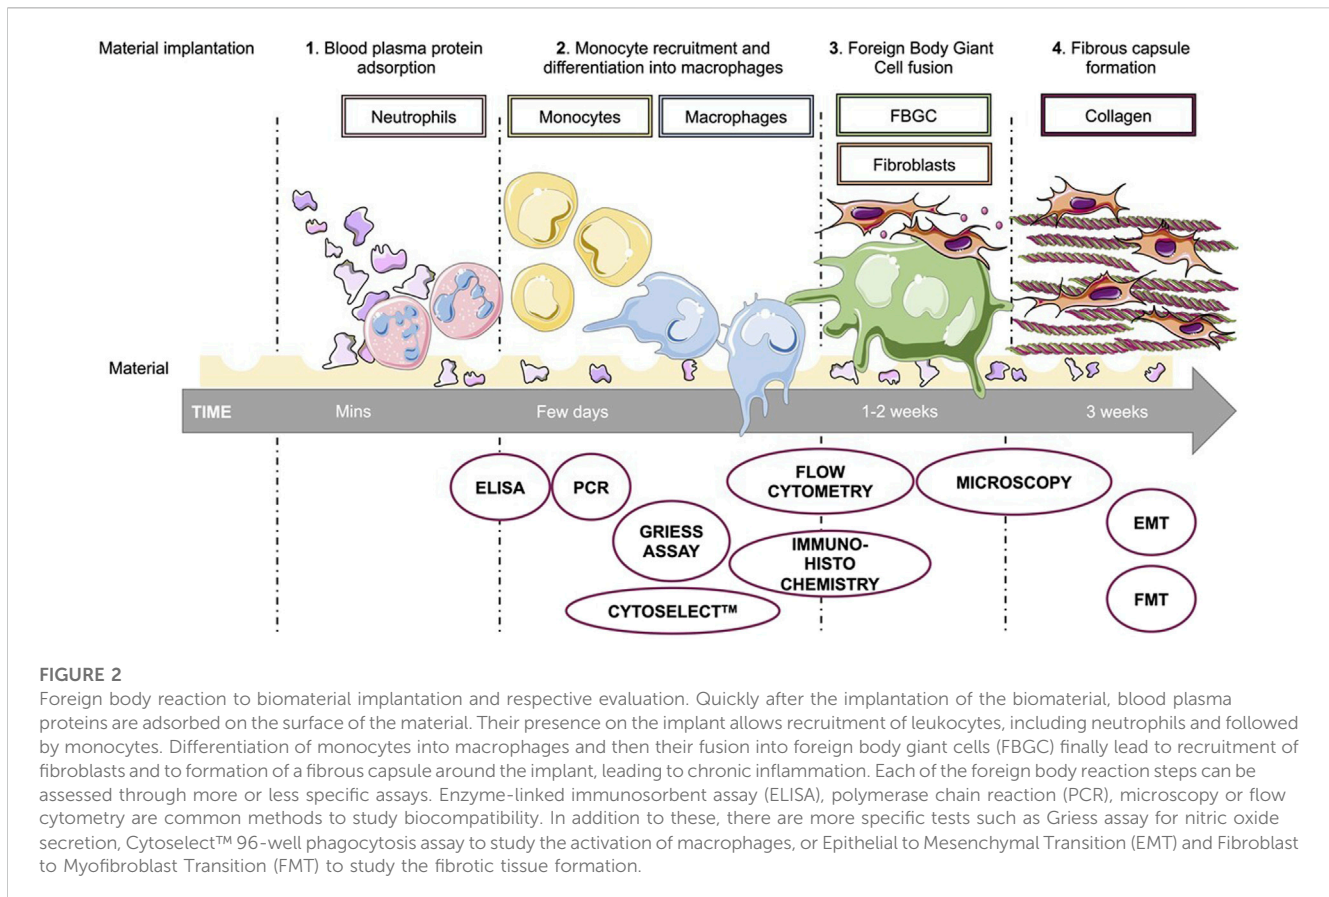 Material implantation
1. Blood plasma protein
adsorption
2. Monocyte recruitment and
differentiation into macrophages
3. Foreign Body Giant
Cell fusion
4. Fibrous capsule
formation
Neutrophils
Monocytes
Macrophages
FBGC
Fibroblasts
Collagen
Material
TIME
Mins
Few days
1-2 weeks
3 weeks
ELISA
PCR
GRIESS
ASSAY
CYTOSELECT™
FLOW
CYTOMETRY
IMMUNO-
HISTO
CHEMISTRY
MICROSCOPY
EMT
FMT
FIGURE 2
Foreign body reaction to biomaterial implantation and respective evaluation. Quickly after the implantation of the biomaterial, blood plasma
proteins are adsorbed on the surface of the material. Their presence on the implant allows recruitment of leukocytes, including neutrophils and followed
by monocytes. Differentiation of monocytes into macrophages and then their fusion into foreign body giant cells (FBGC) finally lead to recruitment of
fibroblasts and to formation of a fibrous capsule around the implant, leading to chronic inflammation. Each of the foreign body reaction steps can be
assessed through more or less specific assays. Enzyme-linked immunosorbent assay (ELISA), polymerase chain reaction (PCR), microscopy or flow
cytometry are common methods to study biocompatibility. In addition to these, there are more specific tests such as Griess assay for nitric oxide
secretion, Cytoselect™ 96-well phagocytosis assay to study the activation of macrophages, or Epithelial to Mesenchymal Transition (EMT) and Fibroblast
to Myofibroblast Transition (FMT) to study the fibrotic tissue formation.